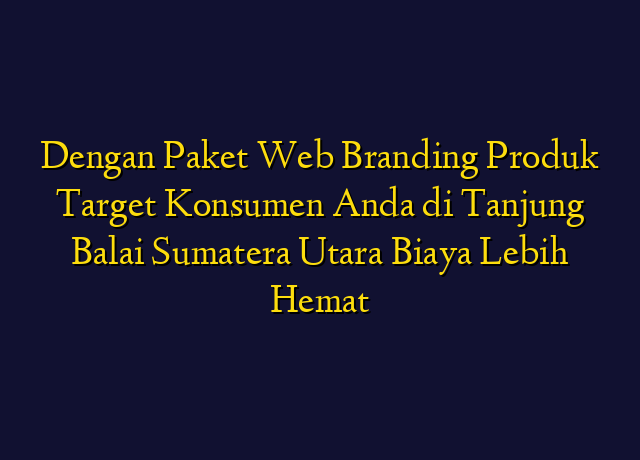 Dengan Paket Web Branding Produk
Target Konsumen Anda di Tanjung
Balai Sumatera Utara Biaya Lebih
Hemat